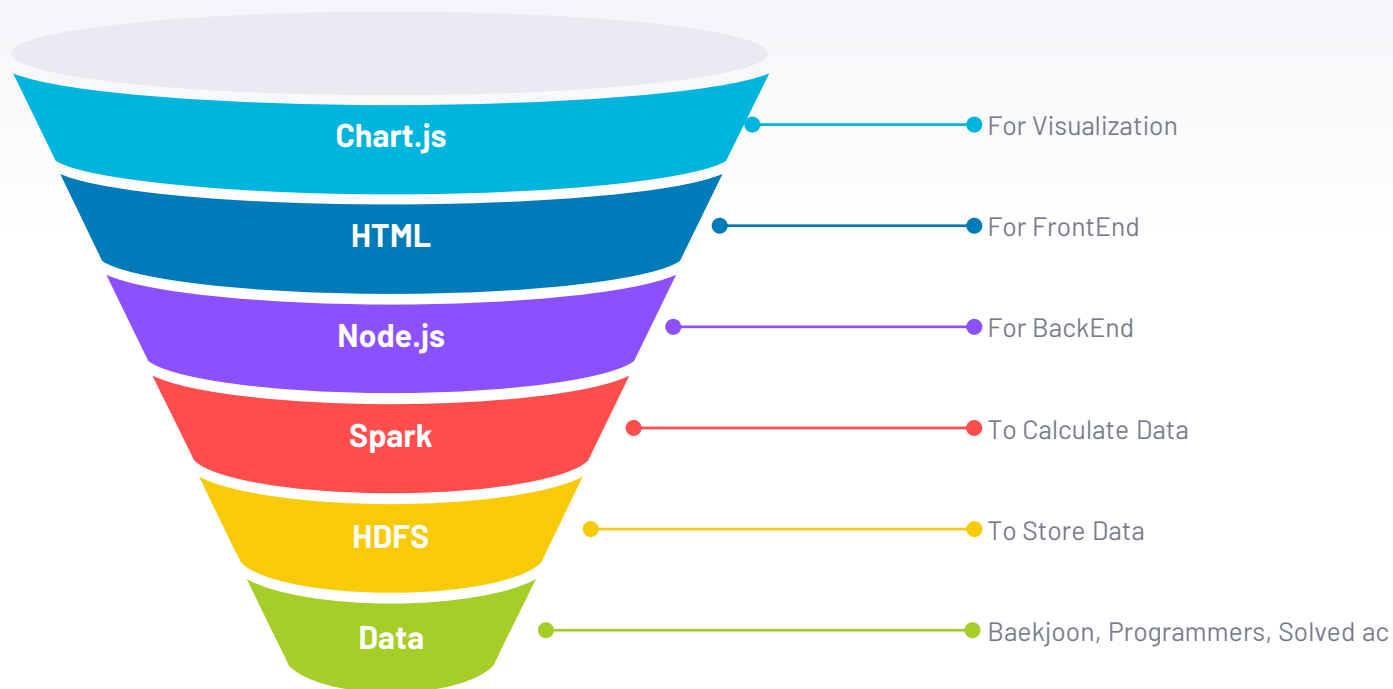 Chart.js
For Visualization
HTML
For FrontEnd
Node.js
For BackEnd
Spark
To Calculate Data
HDFS
To Store Data
Data
Baekjoon, Programmers, Solved ac